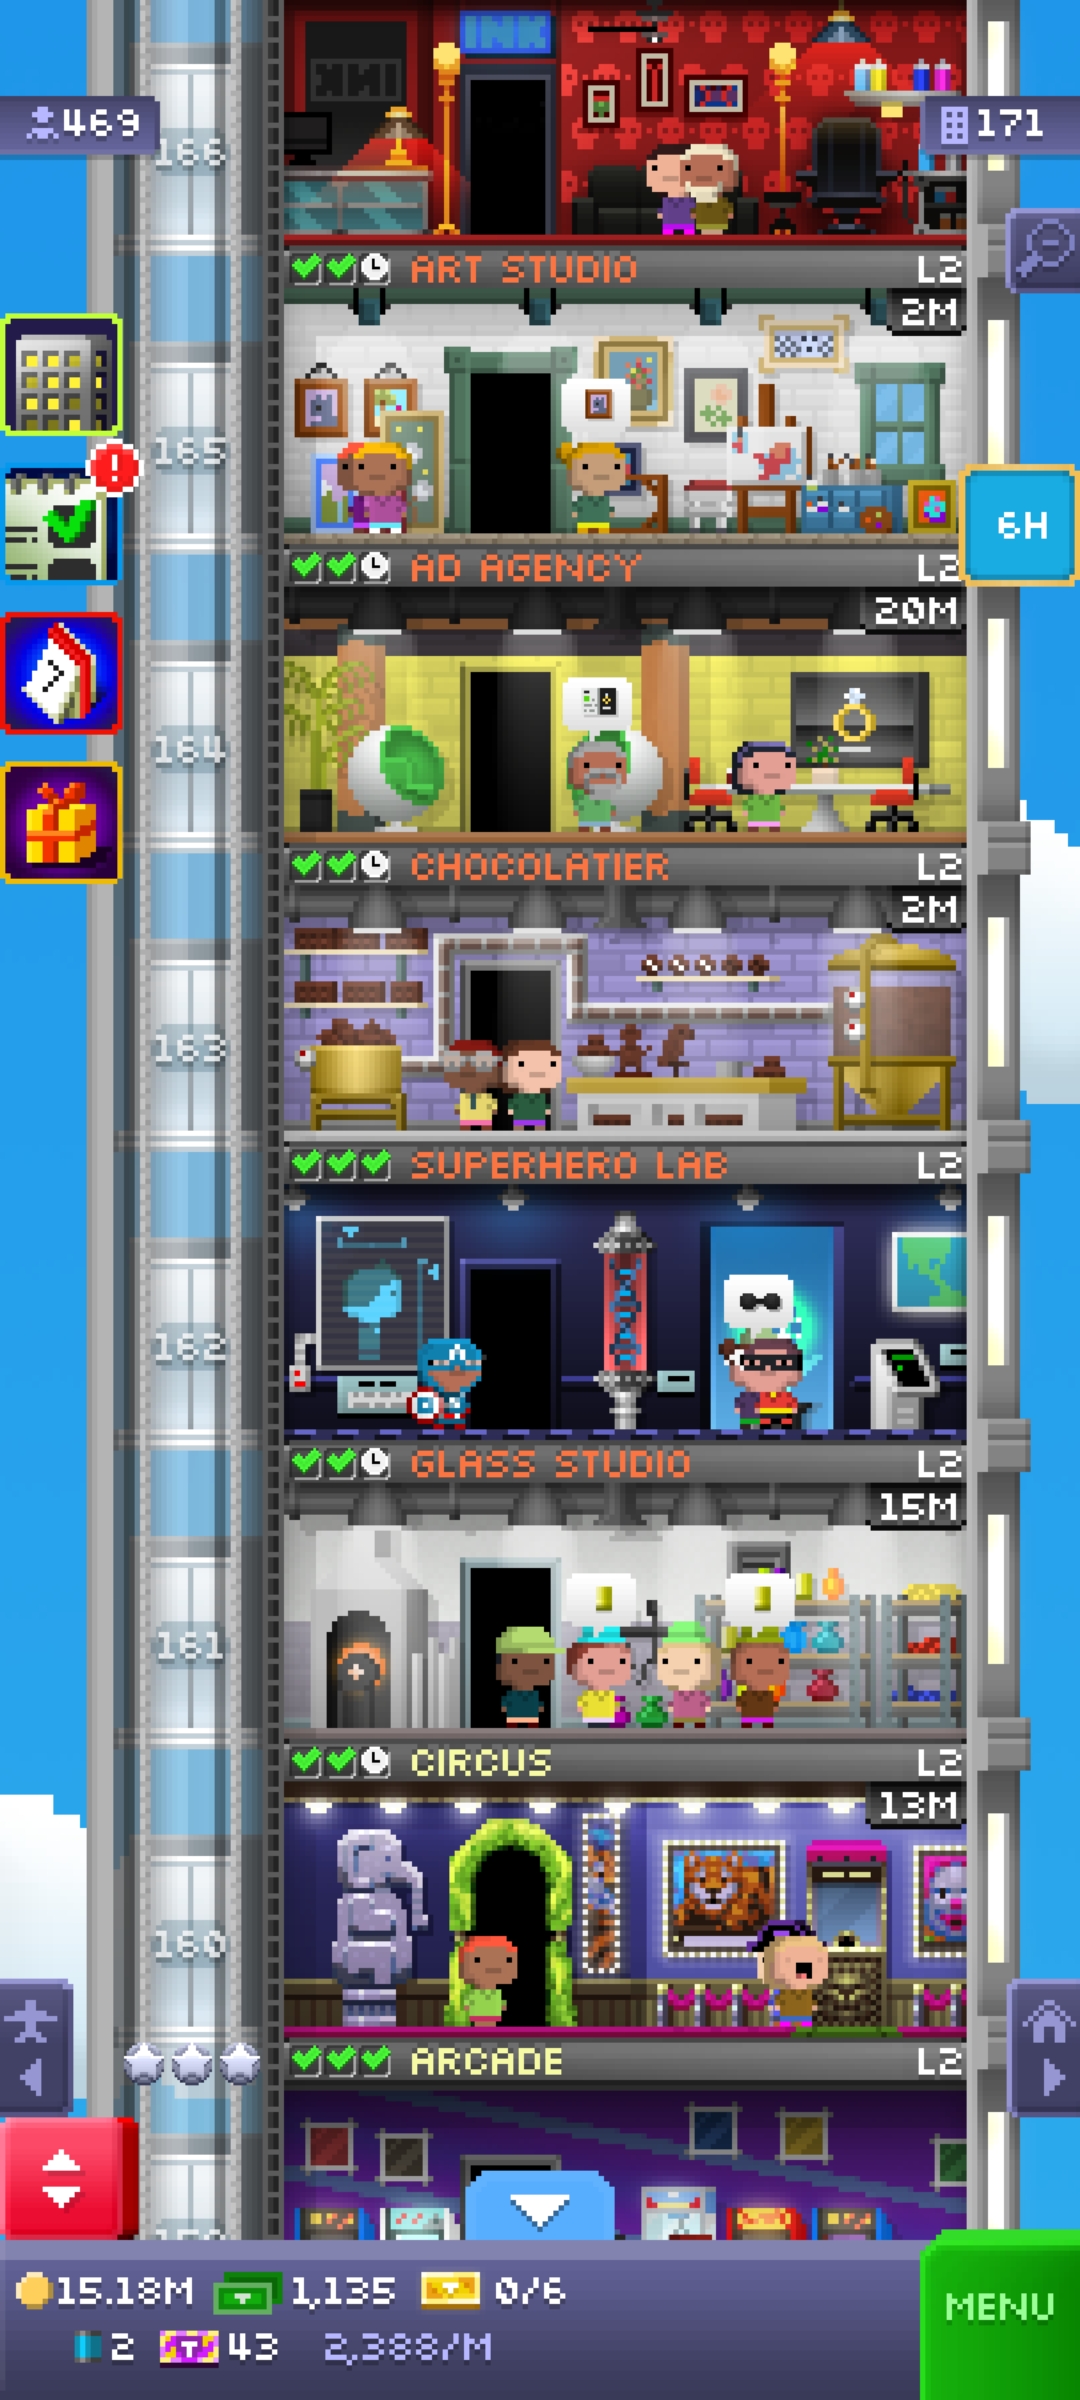 INK
469
171
166
ART STUDIO L2
2M
165
6H
AD AGENCY L2
20M
7
164
CHOCOLATIER L2
2M
163
SUPERHERO LAB L2
162
A
GLASS STUDIO L2
15M
161
CIRCUS L2
13M
160
ARCADE L2
15.18M 1,135 0/6
MENU
2 T 43 2,388/M